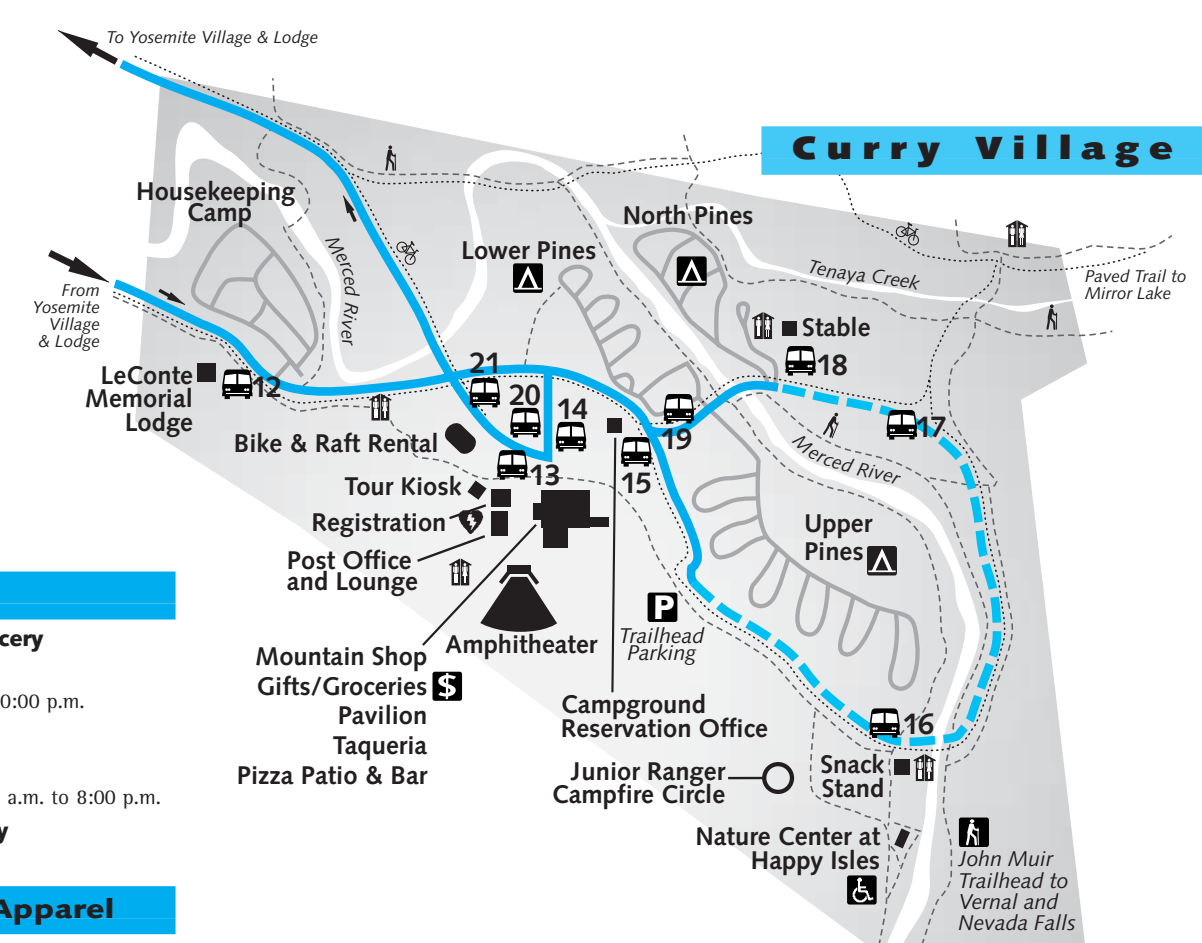 To Yosemite Village & Lodge
Curry Village
Housekeeping
Camp
Merced River
Lower Pines
North Pines
Tenaya Creek
Paved Trail to
Mirror Lake
From
Yosemite
Village
& Lodge
Stable
18
LeConte
Memorial
Lodge
12
21
20
14
13
15
19
17
Bike & Raft Rental
Merced River
Tour Kiosk
Registration
Post Office
and Lounge
Upper
Pines
P
Trailhead
Parking
Amphitheater
Mountain Shop
Gifts/Groceries $
Pavilion
Taqueria
Pizza Patio & Bar
Campground
Reservation Office
16
Snack
Stand
Junior Ranger
Campfire Circle
Nature Center at
Happy Isles
John Muir
Trailhead to
Vernal and
Nevada Falls
cery
0:00 p.m.
a.m. to 8:00 p.m.
y
Apparel